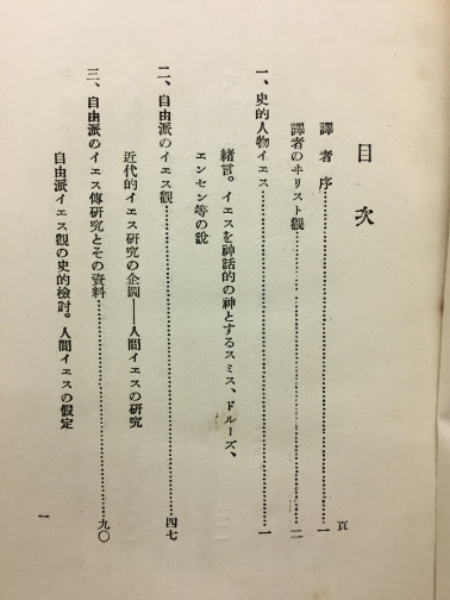 目次
頁
譯者序……一
譯者のキリスト觀……二
一、史的人物イエス……一
緒言。イエスを神話的の神とするスミス、ドルーズ、
エンセン等の說
二、自由派のイエス觀……四七
近代的イエス研究の企圖——人間イエスの研究
三、自由派のイエス傳研究とその資料……九〇
自由派イエス觀の史的檢討。人間イエスの假定
一